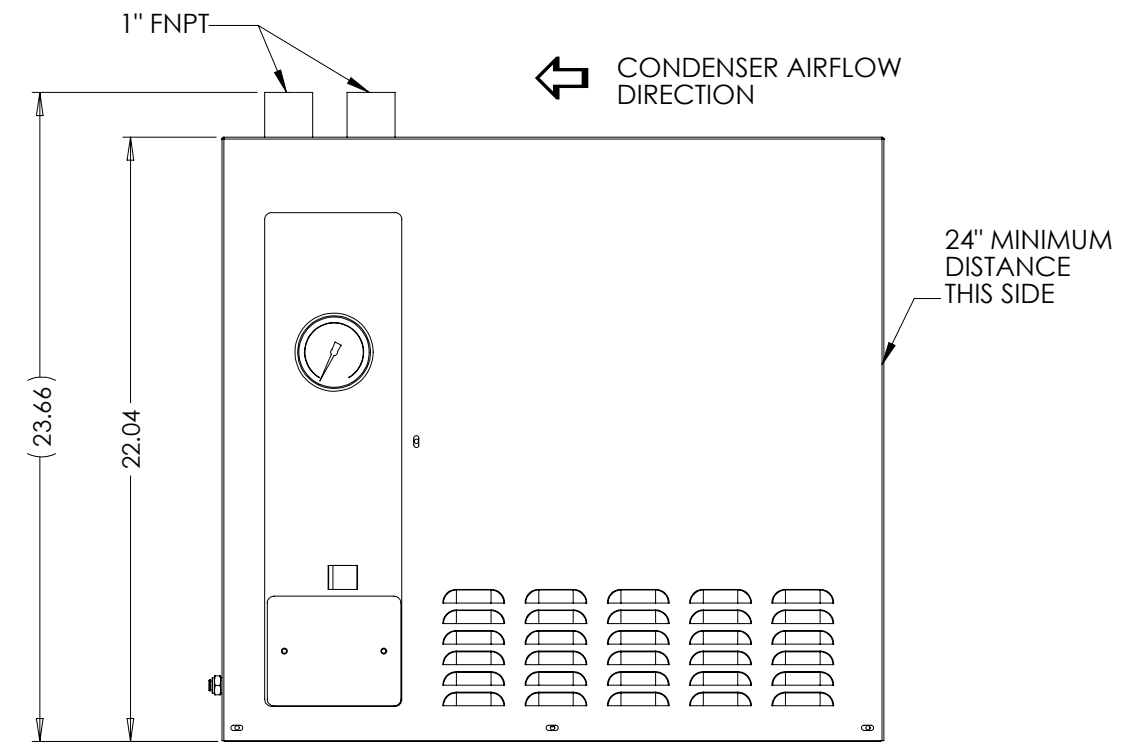 1" FNPT
CONDENSER AIRFLOW
DIRECTION
24" MINIMUM
DISTANCE
THIS SIDE
(23.66)
22.04